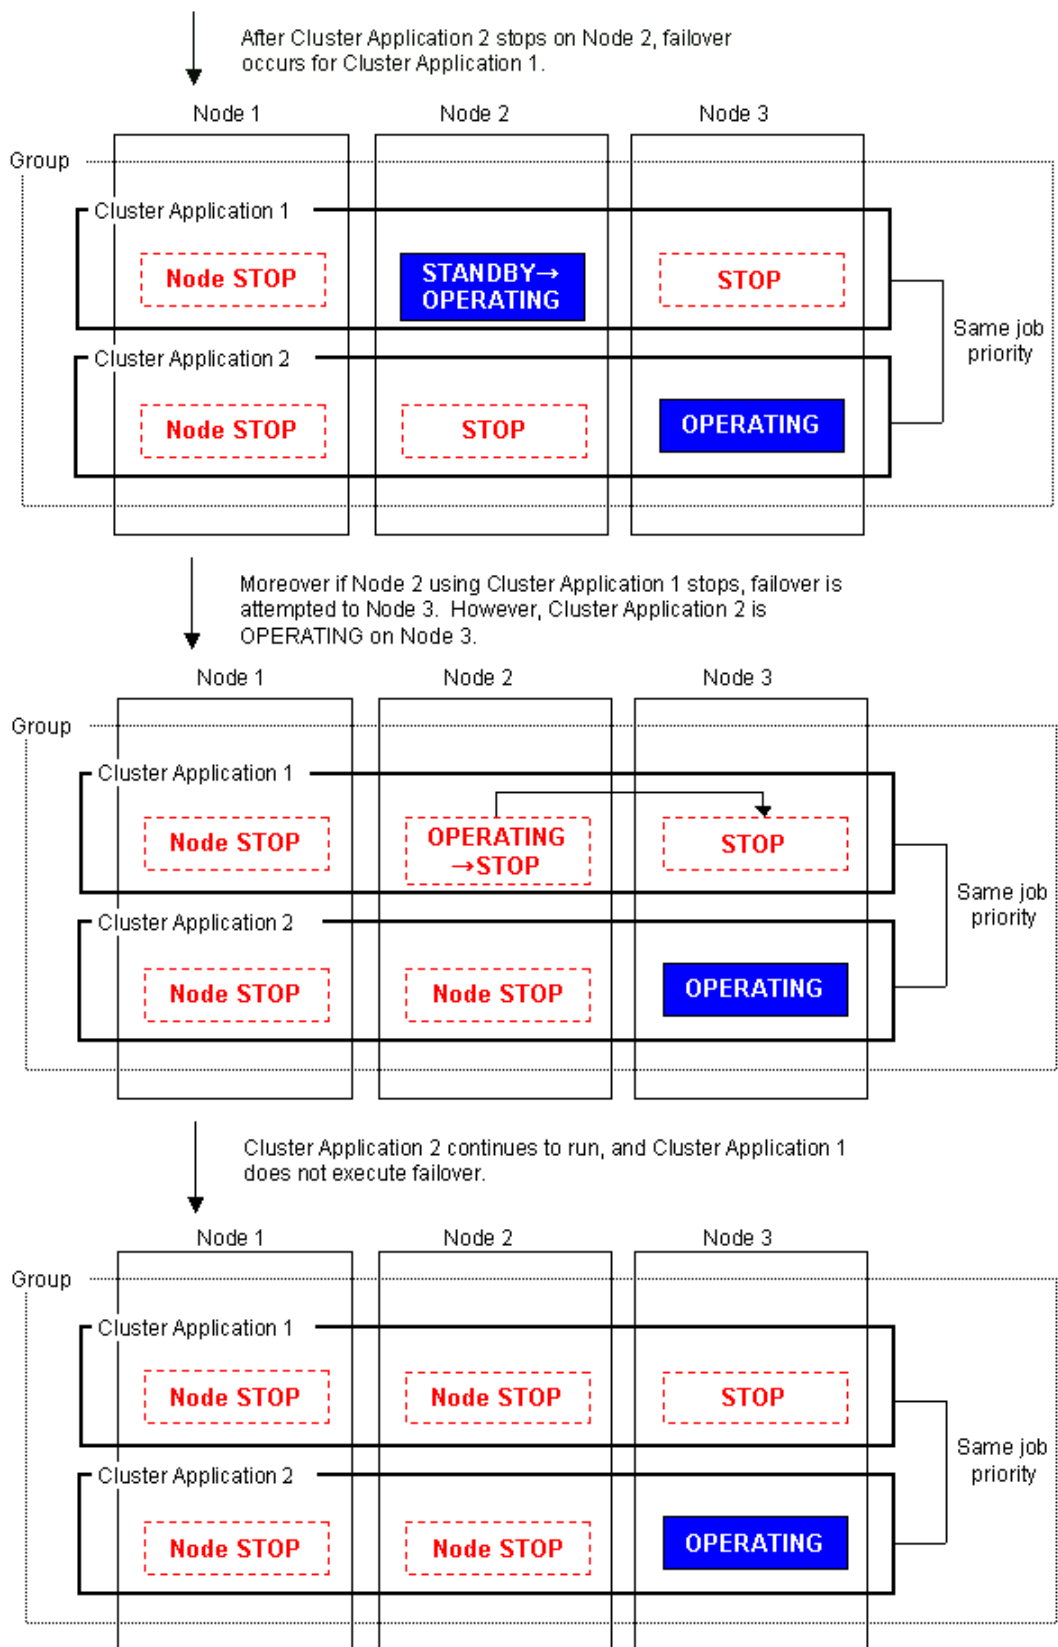 After Cluster Application 2 stops on Node 2, failover
occurs for Cluster Application 1.
Node 1 Node 2 Node 3
Group
Cluster Application 1
Node STOP
STANDBY→
OPERATING
STOP
Same job
priority
Cluster Application 2
Node STOP
STOP
OPERATING
Moreover if Node 2 using Cluster Application 1 stops, failover is
attempted to Node 3.  However, Cluster Application 2 is
OPERATING on Node 3.
Node 1 Node 2 Node 3
Group
Cluster Application 1
Node STOP
OPERATING
→STOP
STOP
Same job
priority
Cluster Application 2
Node STOP
Node STOP
OPERATING
Cluster Application 2 continues to run, and Cluster Application 1
does not execute failover.
Node 1 Node 2 Node 3
Group
Cluster Application 1
Node STOP
Node STOP
STOP
Same job
priority
Cluster Application 2
Node STOP
Node STOP
OPERATING